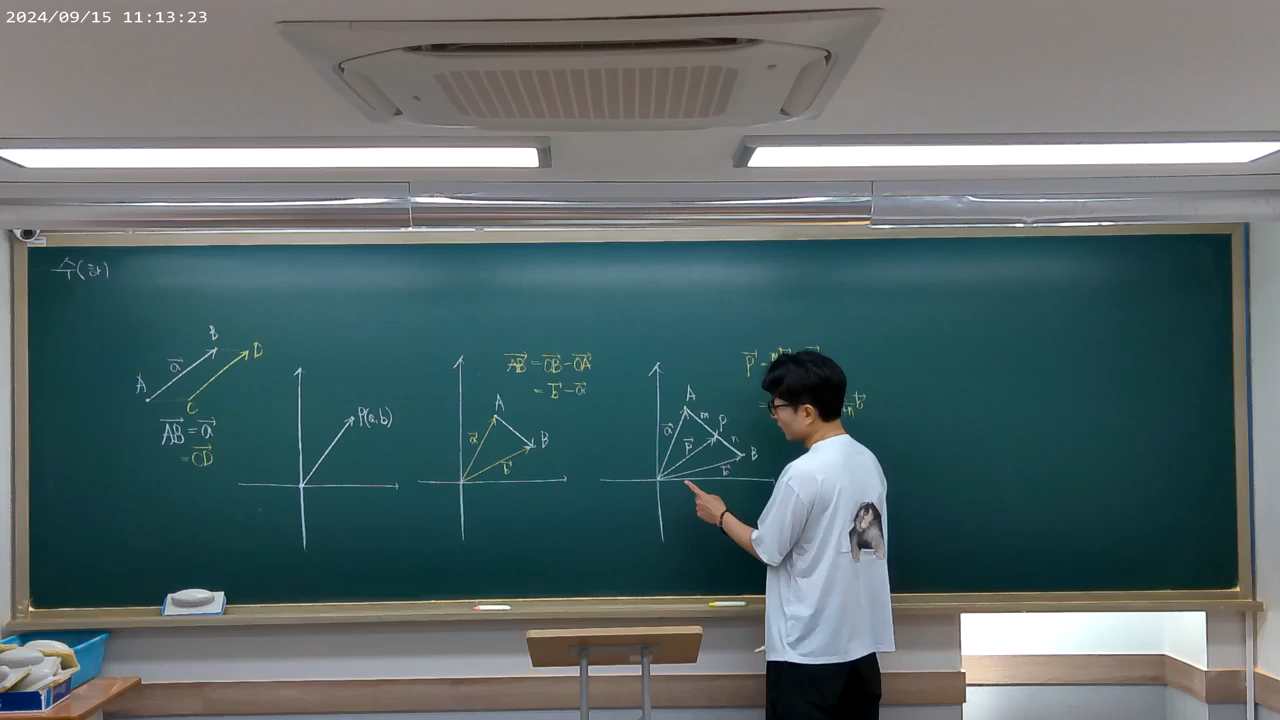 2024/09/15 11:13:23
수(하)
A
B
a⃗
C
D
AB⃗ = a⃗
= CD⃗
P(a,b)
AB⃗ = OB⃗ - OA⃗
= b⃗ - a⃗
A
B
a⃗
b⃗
p⃗ =
A
m
P
n
B
a⃗
p⃗
b⃗